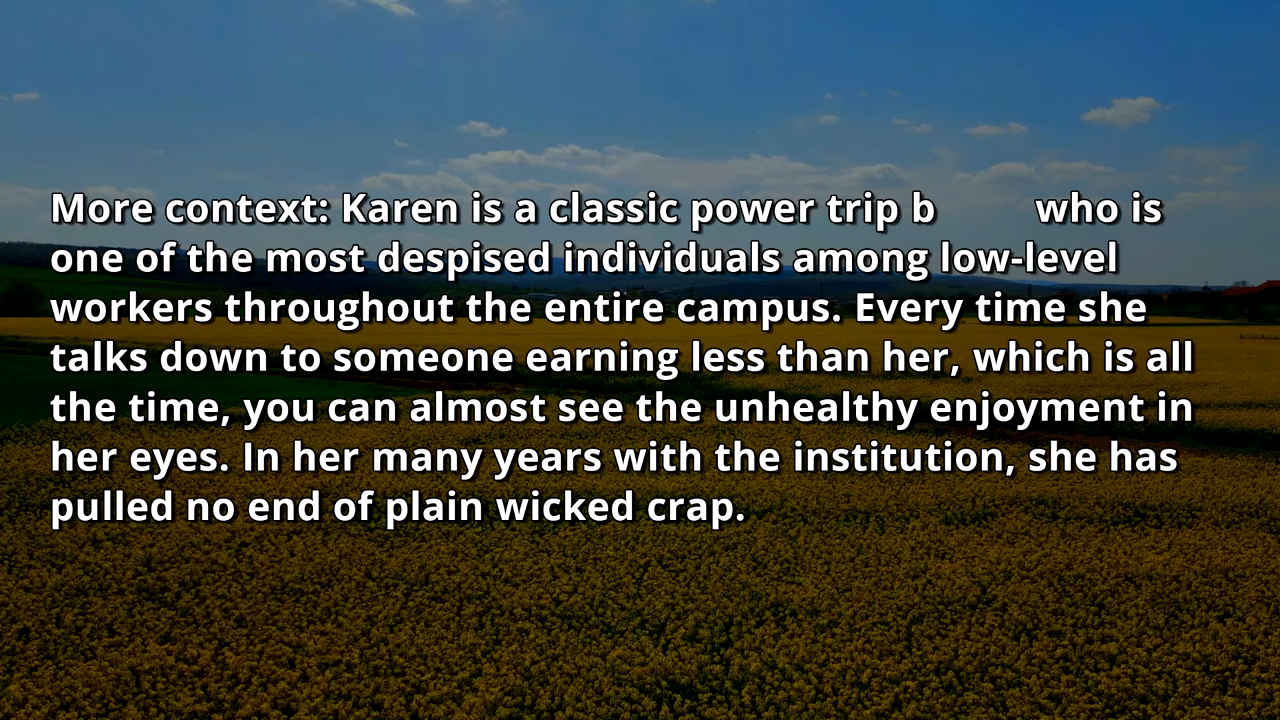 More context: Karen is a classic power trip b who is
one of the most despised individuals among low-level
workers throughout the entire campus. Every time she
talks down to someone earning less than her, which is all
the time, you can almost see the unhealthy enjoyment in
her eyes. In her many years with the institution, she has
pulled no end of plain wicked crap.